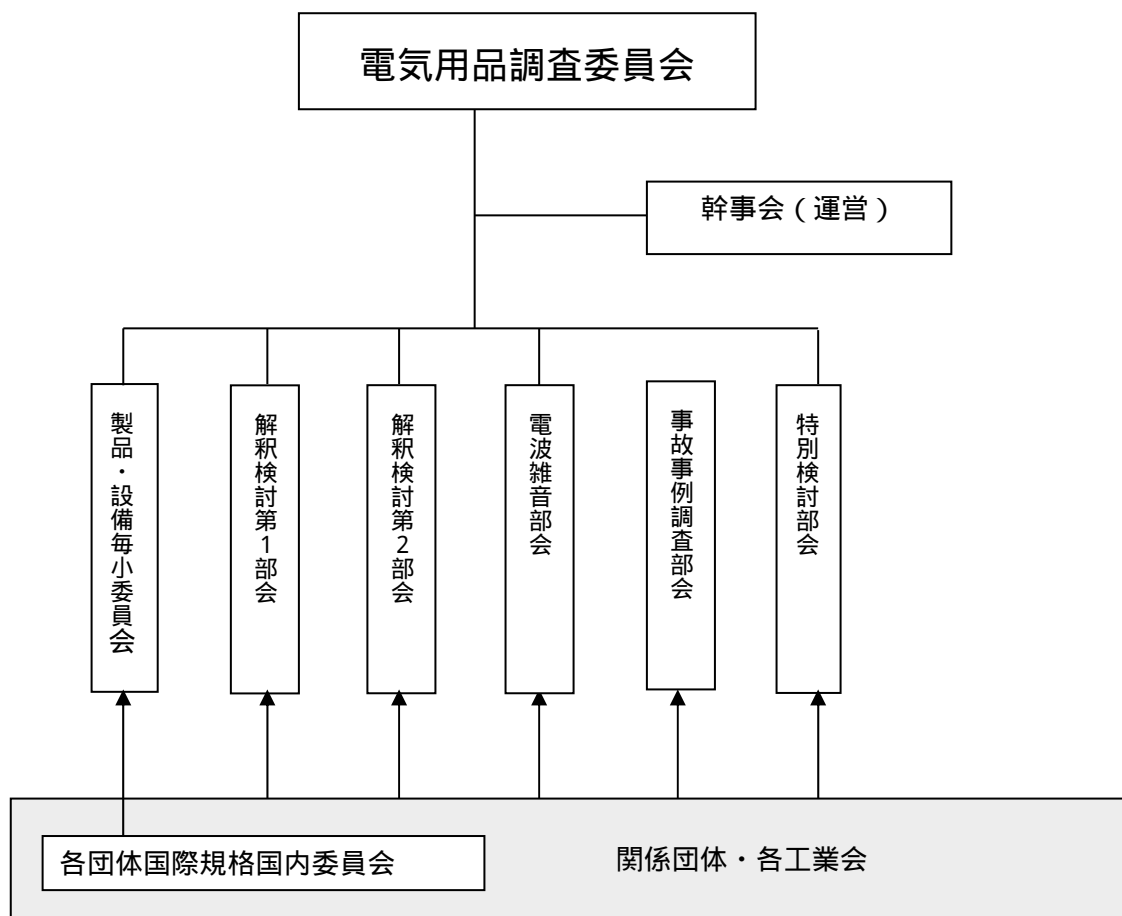 電気用品調査委員会
幹事会（運営）
製品・設備毎小委員会
解釈検討第1部会
解釈検討第2部会
電波雑音部会
事故事例調査部会
特別検討部会
各団体国際規格国内委員会
関係団体・各工業会